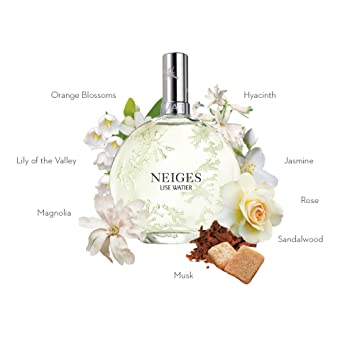 Orange Blossoms
Hyacinth
Lily of the Valley
Jasmine
NEIGES
LISE WATIER
Rose
Magnolia
Sandalwood
Musk